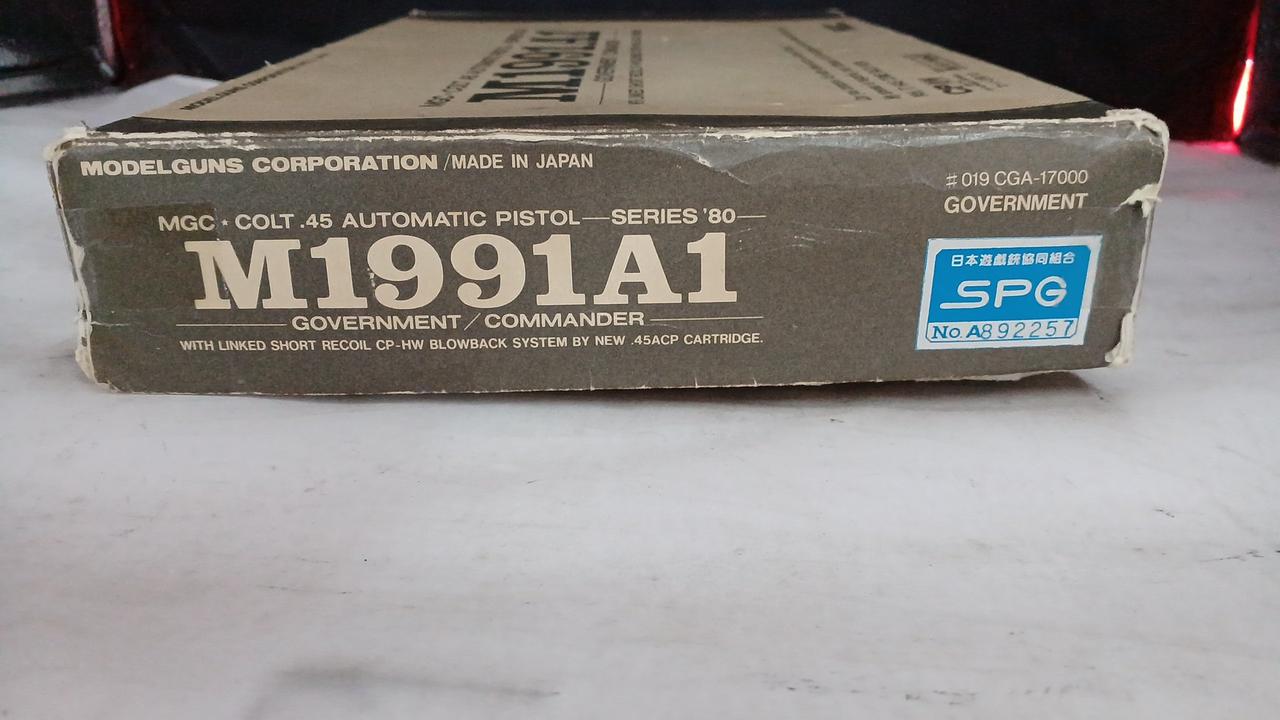 M1991A1
MODELGUNS CORPORATION / MADE IN JAPAN
MGC ★ COLT .45 AUTOMATIC PISTOL—SERIES '80—
M1991A1
GOVERNMENT / COMMANDER
WITH LINKED SHORT RECOIL CP-HW BLOWBACK SYSTEM BY NEW .45ACP CARTRIDGE.
# 019 CGA-17000
GOVERNMENT
日本遊戯銃協同組合
SPG
No. A892257